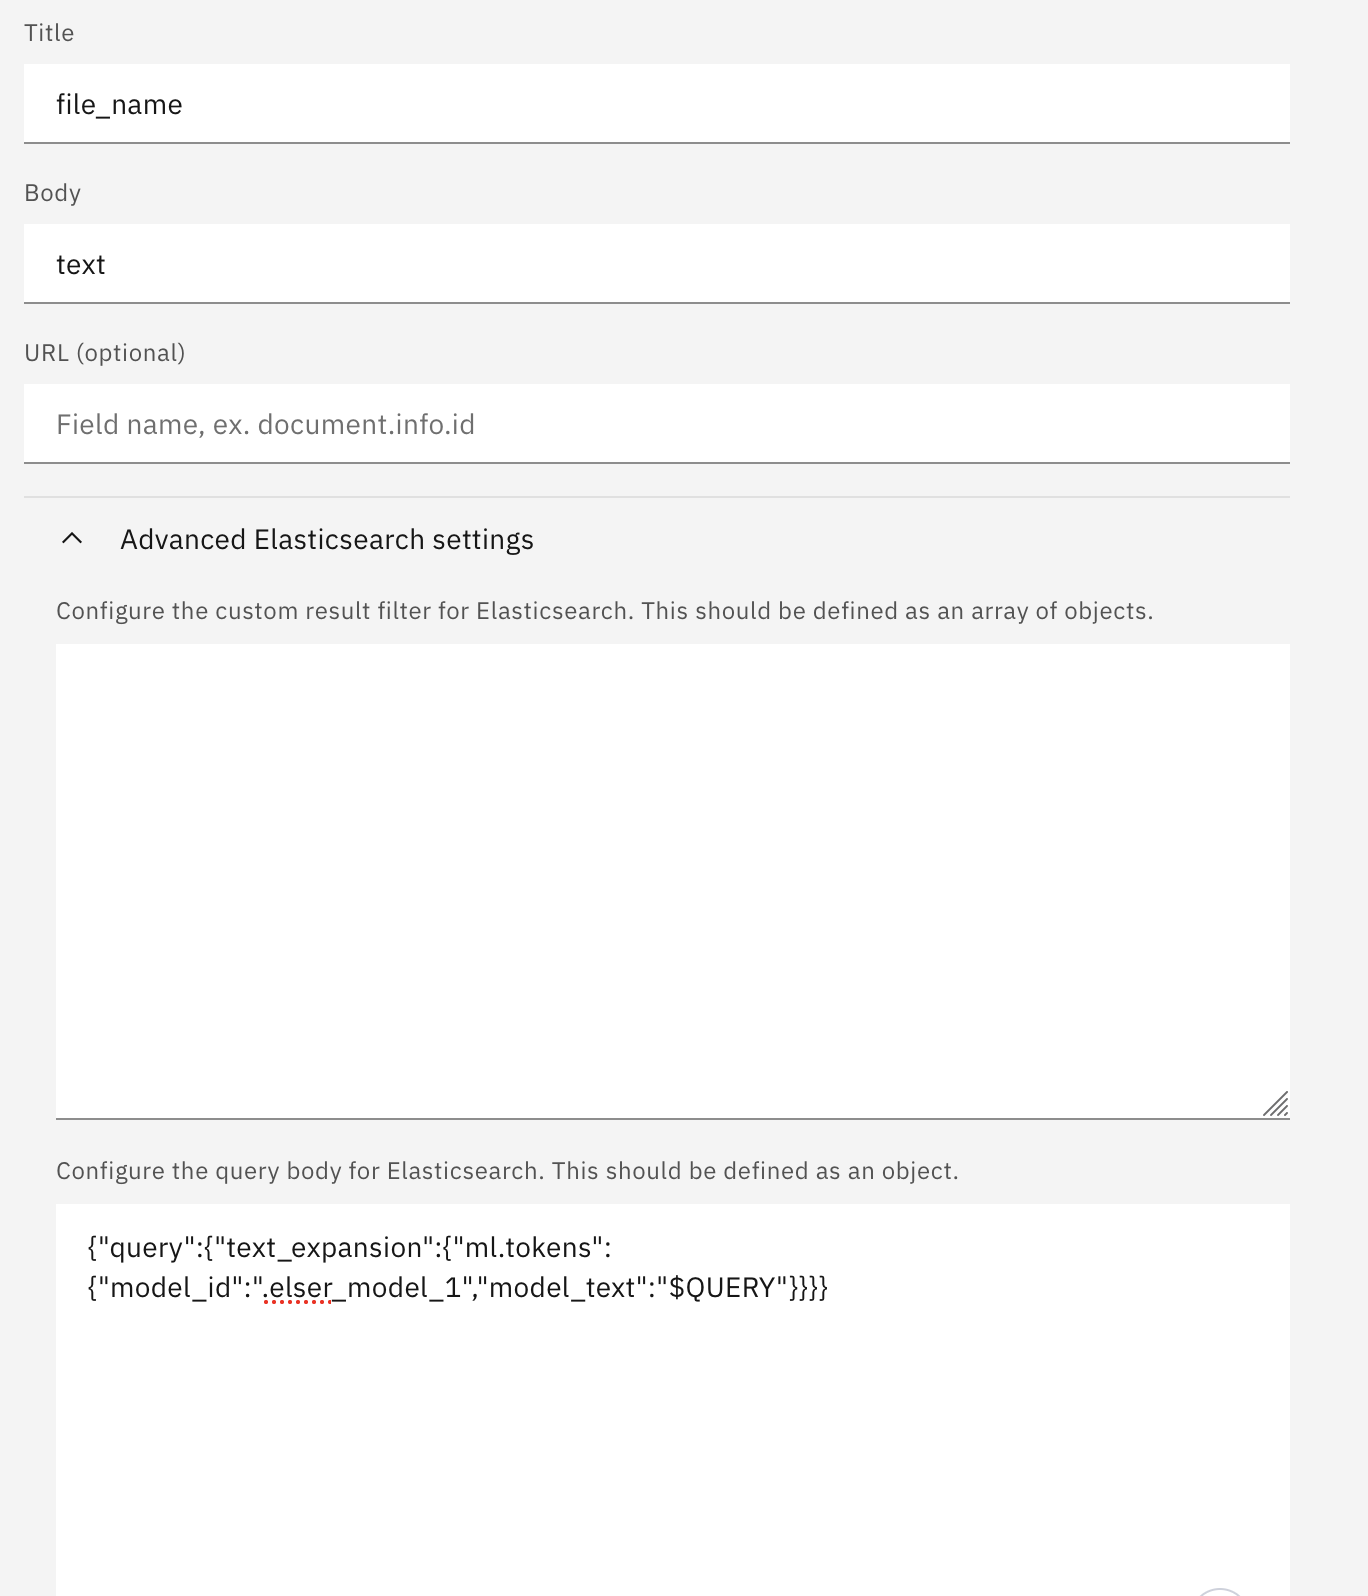 Title
file_name
Body
text
URL (optional)
Field name, ex. document.info.id
Advanced Elasticsearch settings
Configure the custom result filter for Elasticsearch. This should be defined as an array of objects.
Configure the query body for Elasticsearch. This should be defined as an object.
{"query":{"text_expansion":{"ml.tokens":
{"model_id":".elser_model_1","model_text":"$QUERY"}}}}